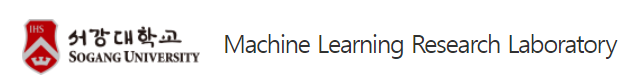 IHS
서강대학교
SOGANG UNIVERSITY
Machine Learning Research Laboratory